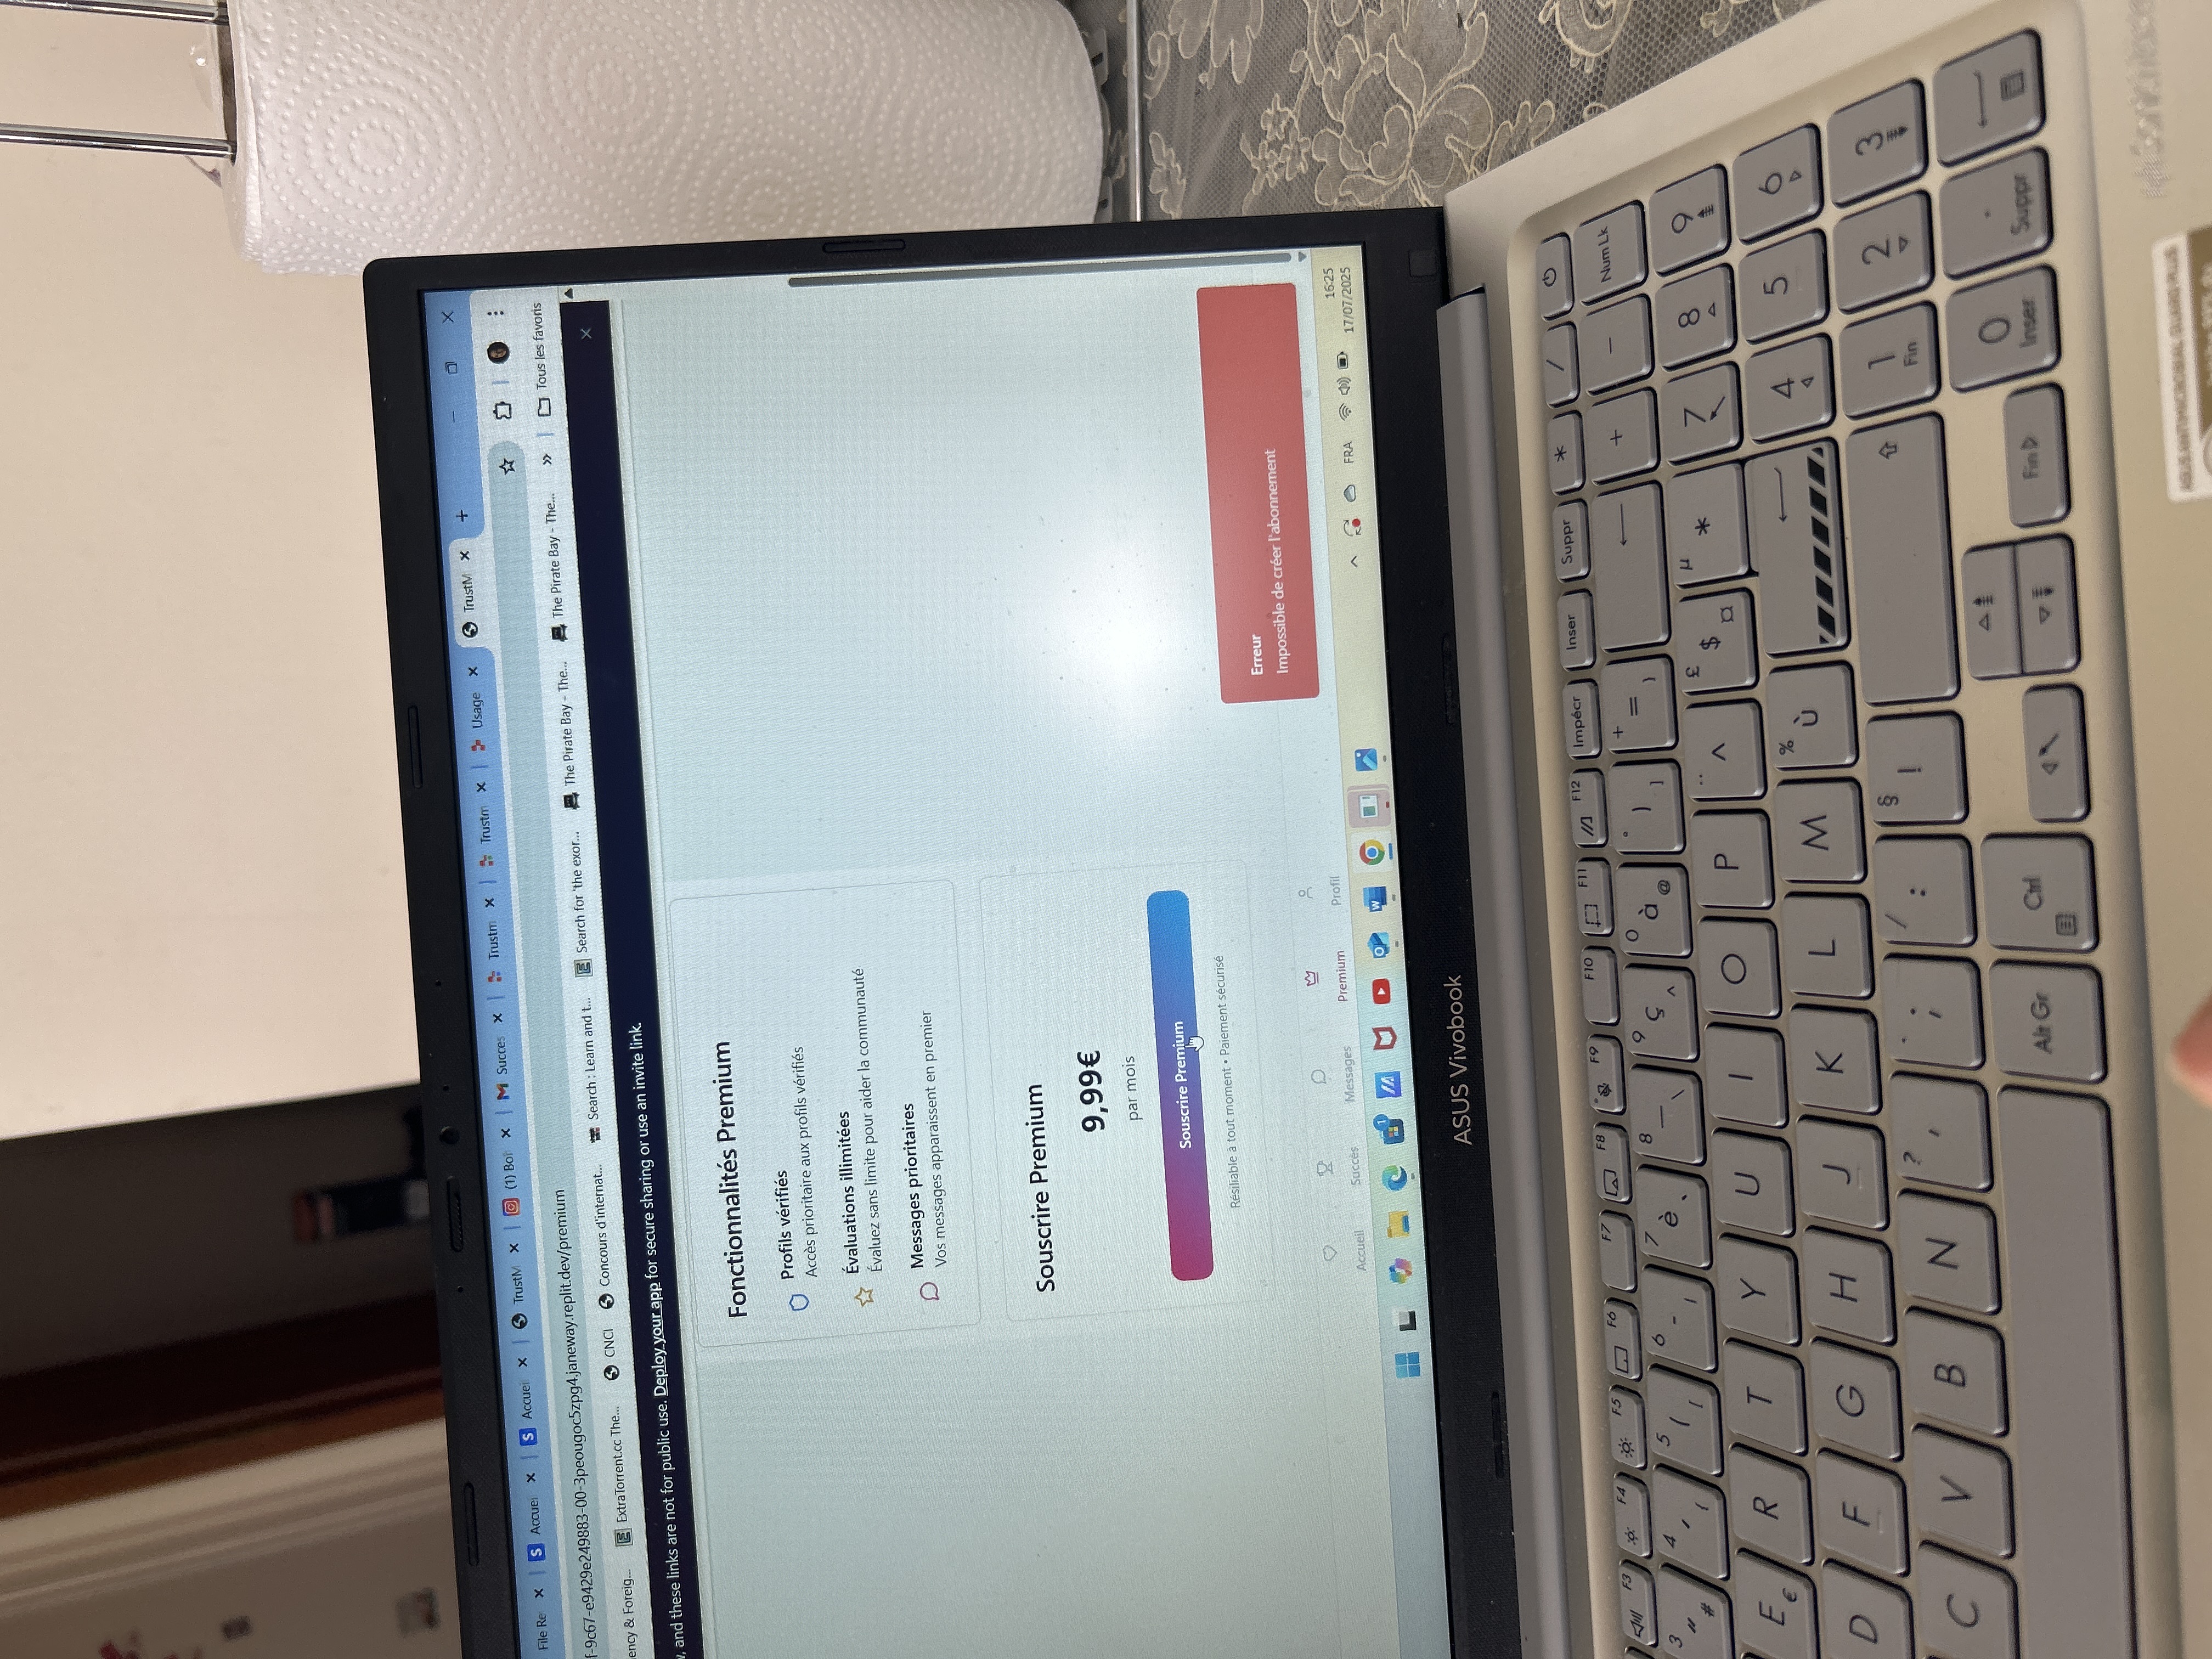 File Re
Accuei
Accuei
TrustM
(1) Boî
Succes
Trustm
Trustm
Usage
TrustM
f-9c67-e9429e249883-00-3peougoc5zpg4.janeway.replit.dev/premium
ency & Foreig...
ExtraTorrent.cc The...
CNCI
Concours d'internat...
Search : Learn and t...
Search for 'the exor...
The Pirate Bay - The...
The Pirate Bay - The...
Tous les favoris
, and these links are not for public use. Deploy your app for secure sharing or use an invite link.
Fonctionnalités Premium
Profils vérifiés
Accès prioritaire aux profils vérifiés
Évaluations illimitées
Évaluez sans limite pour aider la communauté
Messages prioritaires
Vos messages apparaissent en premier
Souscrire Premium
9,99€
par mois
Souscrire Premium
Résiliable à tout moment • Paiement sécurisé
Erreur
Impossible de créer l'abonnement
Accueil
Succès
Messages
Premium
Profil
FRA
16:25
17/07/2025
ASUS Vivobook
F3 F4 F5 F6 F7 F8 F9 F10 F11 F12 Impécr Inser Suppr * /
3 " # 4 ' { 5 ( [ 6 - | 7 è ` 8 _ \ 9 ç ^ 0 à @ ° ) ] + = } + - Num Lk
E € R T Y U I O P ¨ ^ £ $ ¤ µ * 7 8 9
D F G H J K L M % ù 4 5 6
C V B N ? , . ; / : § ! 1 Fin 2 3
Alt Gr Ctrl Fin 0 Inser . Suppr
ASUS ANTIMICROBIAL GUARD PLUS